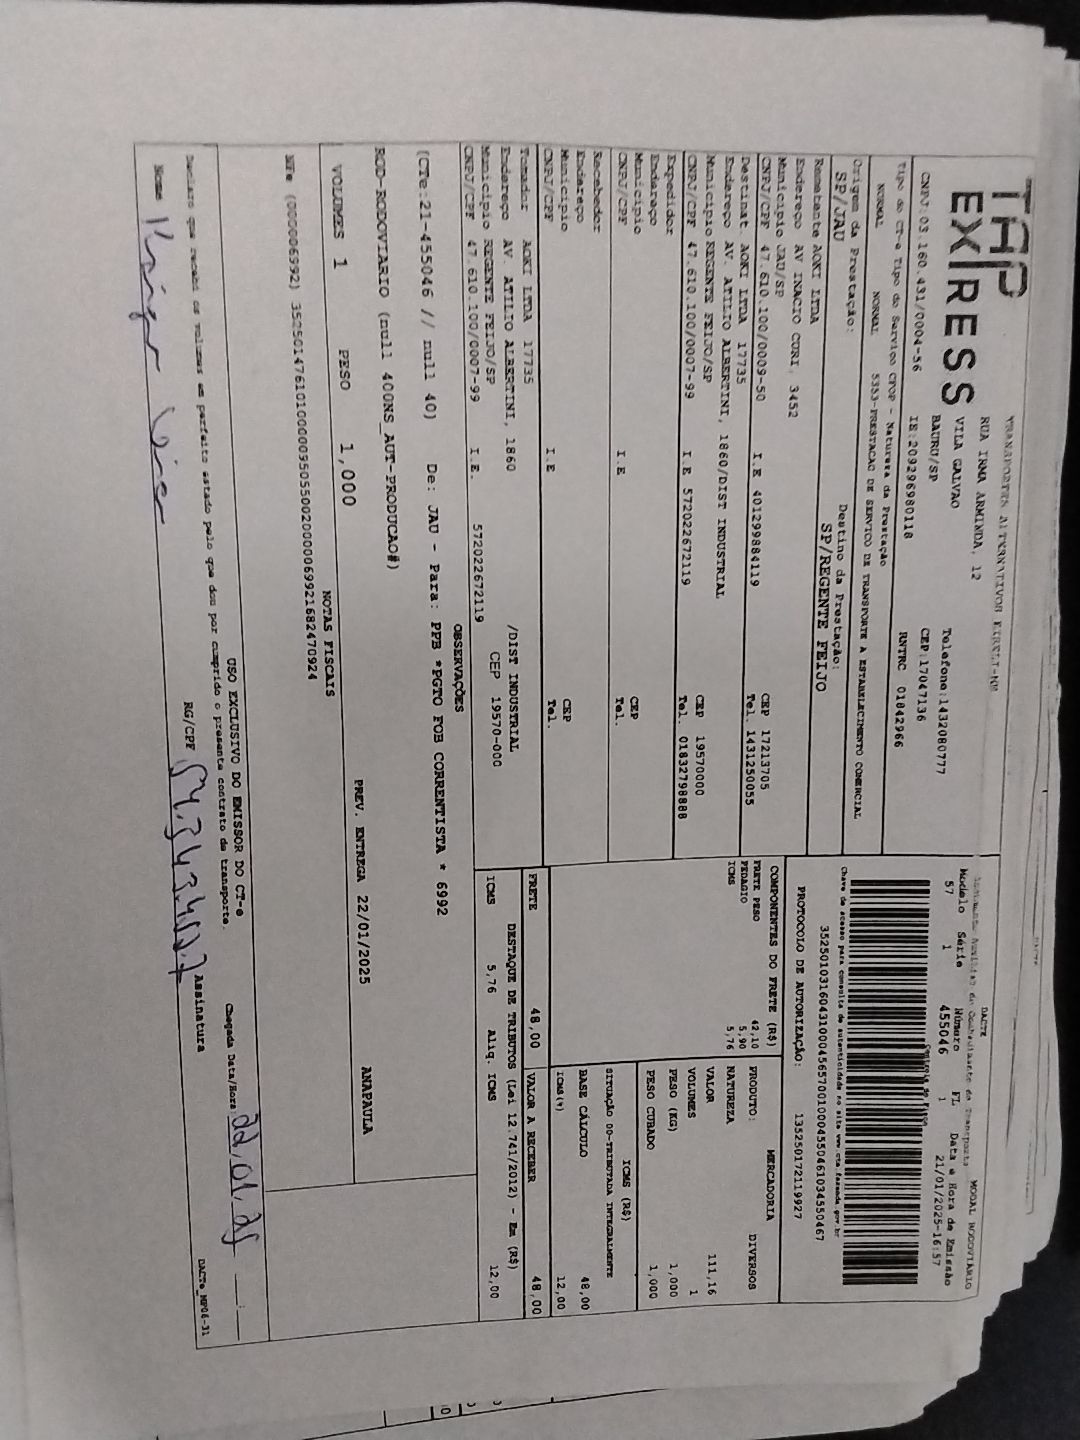 TAP
EXPRESS
TRANSPORTES ALTERNATIVOS EIRELI-ME
RUA IRMA ARMINDA, 12
VILA GALVAO
BAURU/SP
Telefone:1432080777
CEP:17047136
CNPJ:03.160.431/0004-56 IE:209296980118 RNTRC 01842966
Tipo do CT-e Tipo do Serviço CFOP - Natureza da Prestação
NORMAL NORMAL 5353-PRESTACAO DE SERVICO DE TRANSPORTE A ESTABELECIMENTO COMERCIAL
Origem da Prestação: Destino da Prestação:
SP/JAU SP/REGENTE FEIJO
DACTE
Documento Auxiliar do Conhecimento de Transporte MODAL RODOVIÁRIO
Modelo Série Número FL Data e Hora de Emissão
57 1 455046 1 21/01/2025-16:57
Controle do Fisco
Chave de acesso para consulta de autenticidade no site www.cte.fazenda.gov.br
35250103160431000456570010004550461034550467
PROTOCOLO DE AUTORIZAÇÃO: 135250172119927
Remetente AOKI LTDA
Endereço AV INACIO CURI, 3452
Município JAU/SP CEP 17213705
CNPJ/CPF 47.610.100/0009-50 I.E 401299884119 Tel. 1431250055
Destinat. AOKI LTDA 17735
Endereço AV. ATILIO ALBERTINI, 1860/DIST INDUSTRIAL
Município REGENTE FEIJO/SP CEP 19570000
CNPJ/CPF 47.610.100/0007-99 I.E 572022672119 Tel. 01832798888
Expedidor
Endereço
Município CEP
CNPJ/CPF I.E Tel.
Recebedor
Endereço
Município CEP
CNPJ/CPF I.E Tel.
Tomador AOKI LTDA 17735
Endereço AV. ATILIO ALBERTINI, 1860 /DIST INDUSTRIAL
Município REGENTE FEIJO/SP CEP 19570-000
CNPJ/CPF 47.610.100/0007-99 I.E. 572022672119
COMPONENTES DO FRETE (R$)
FRETE PESO 42,10
PEDAGIO 5,90
ICMS 5,76
MERCADORIA
PRODUTO: DIVERSOS
NATUREZA
VALOR 111,16
VOLUMES 1
PESO (KG) 1,000
PESO CUBADO 1,000
ICMS (R$)
SITUAÇÃO 00-TRIBUTADA INTEGRALMENTE
BASE CÁLCULO 48,00
ICMS(%) 12,00
FRETE 48,00 VALOR A RECEBER 48,00
DESTAQUE DE TRIBUTOS (Lei 12.741/2012) - Em (R$)
ICMS 5,76 Aliq. ICMS 12,00
OBSERVAÇÕES
(CTe:21-455046 // null 40) De: JAU - Para: PPB *PGTO FOB CORRENTISTA * 6992
ROD-RODOVIARIO (null 400NS_AUT-PRODUCAO#)
VOLUMES 1 PESO 1,000 PREV. ENTREGA 22/01/2025 ANAPAULA
NOTAS FISCAIS
NFe (000006992) 35250147610100000950550020000069921682470924
USO EXCLUSIVO DO EMISSOR DO CT-e
Declaro que recebi os volumes em perfeito estado pelo que dou por cumprido o presente contrato de transporte. Chegada Data/Hora: 22,01,25 __:__
Nome RG/CPF Assinatura
DACTe_MP06-31